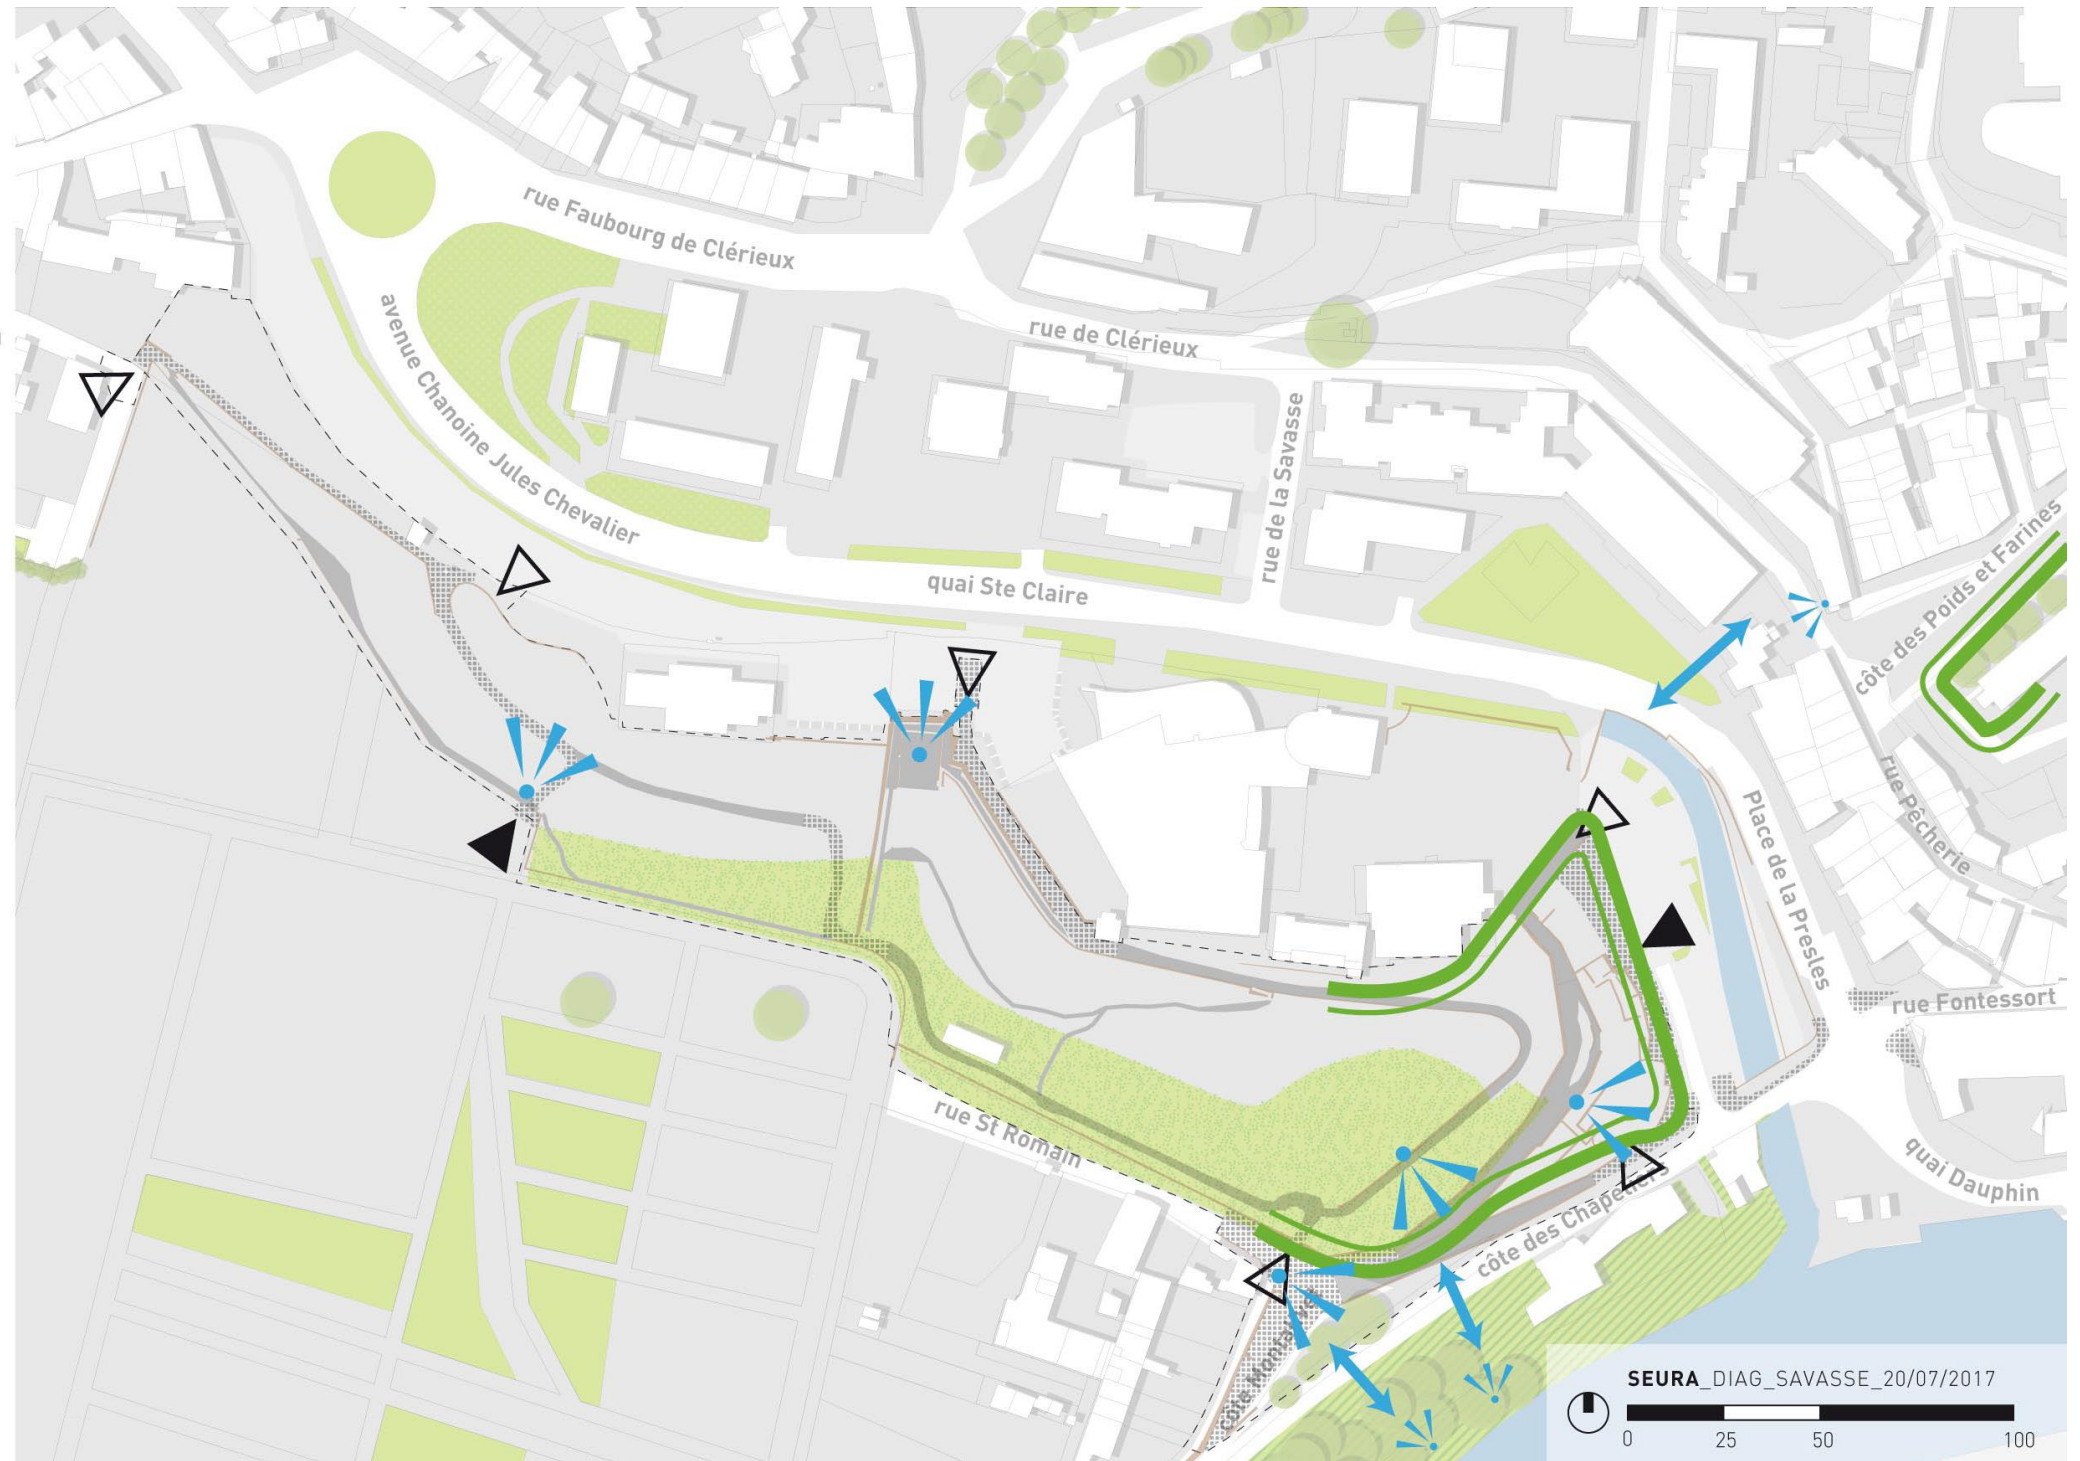 rue Faubourg de Clérieux
avenue Chanoine Jules Chevalier
rue de Clérieux
rue de la Savasse
quai Ste Claire
côte des Poids et Farines
rue Pêcherie
Place de la Presles
rue Fontessort
quai Dauphin
rue St Romain
côte des Chapeliers
SEURA_DIAG_SAVASSE_20/07/2017
0 25 50 100